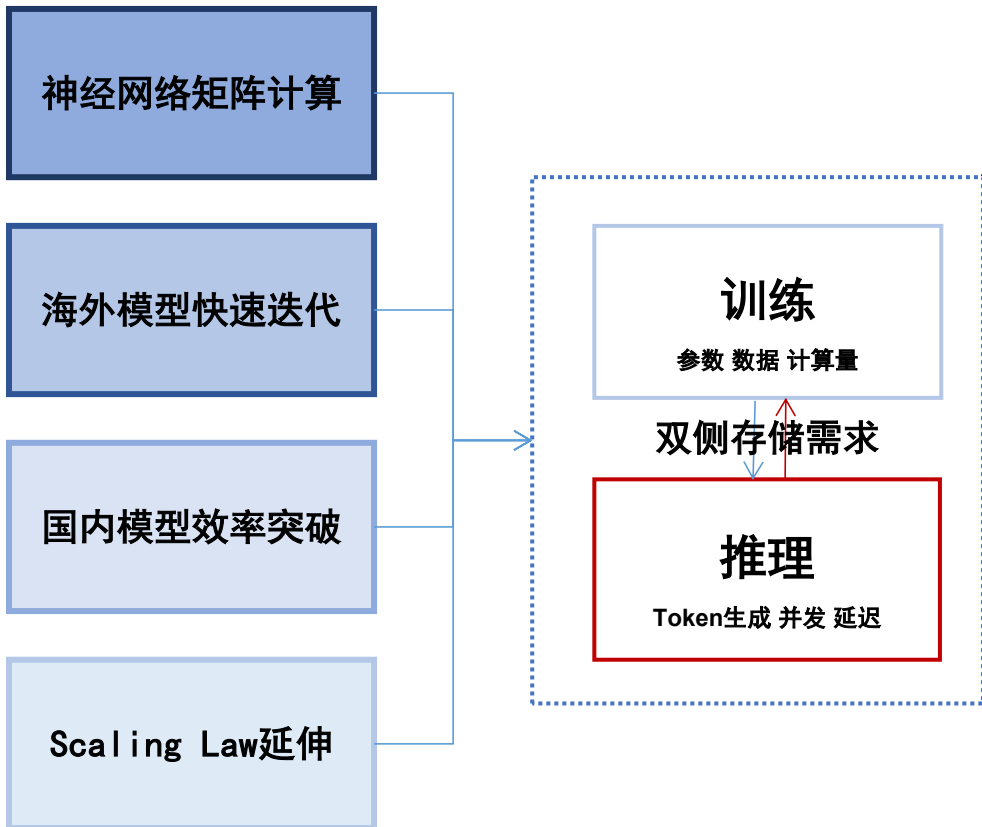 神经网络矩阵计算
海外模型快速迭代
国内模型效率突破
Scaling Law延伸
训练
参数 数据 计算量
双侧存储需求
推理
Token生成 并发 延迟